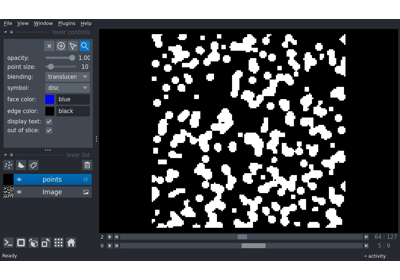 File View Window Plugins Help
layer controls
opacity: 1.00
point size: 10
blending: translucen
symbol: disc
face color: blue
edge color: black
display text:
out of slice:
layer list
points
Image
2 64 127
0 5 9
Ready activity